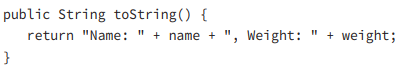 public String toString() {
   return "Name: " + name + ", Weight: " + weight;
}